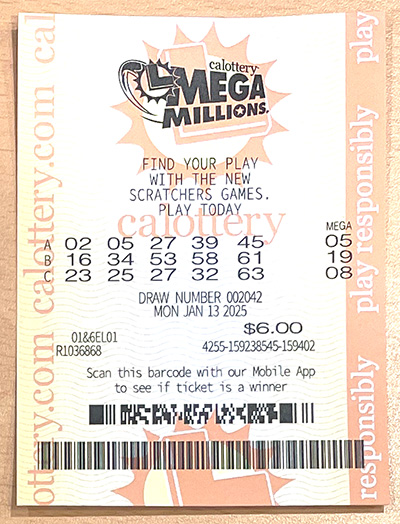 calottery
MEGA
MILLIONS.
FIND YOUR PLAY
WITH THE NEW
SCRATCHERS GAMES.
PLAY TODAY
calottery
MEGA
A 02 05 27 39 45 05
B 16 34 53 58 61 19
C 23 25 27 32 63 08
DRAW NUMBER 002042
MON JAN 13 2025
$6.00
01&6EL01
R1036868 4255-159238545-159402
Scan this barcode with our Mobile App
to see if ticket is a winner
ottery.com calottery.com cal
responsibly play responsibly play